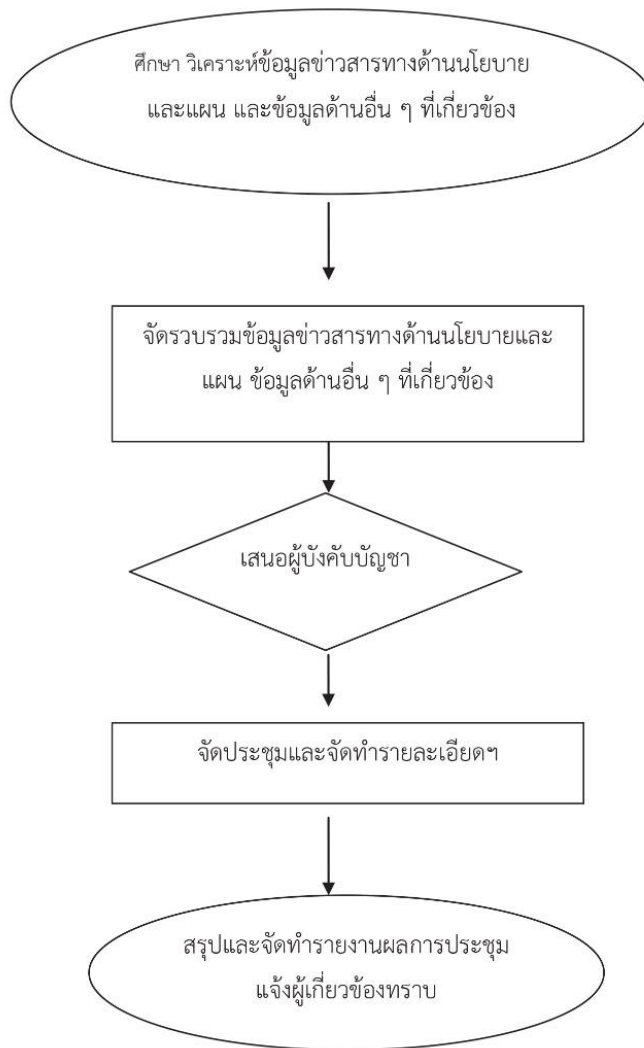 ศึกษา วิเคราะห์ข้อมูลข่าวสารทางด้านนโยบาย
และแผน และข้อมูลด้านอื่น ๆ ที่เกี่ยวข้อง
จัดรวบรวมข้อมูลข่าวสารทางด้านนโยบายและ
แผน ข้อมูลด้านอื่น ๆ ที่เกี่ยวข้อง
เสนอผู้บังคับบัญชา
จัดประชุมและจัดทำรายละเอียดฯ
สรุปและจัดทำรายงานผลการประชุม
แจ้งผู้เกี่ยวข้องทราบ